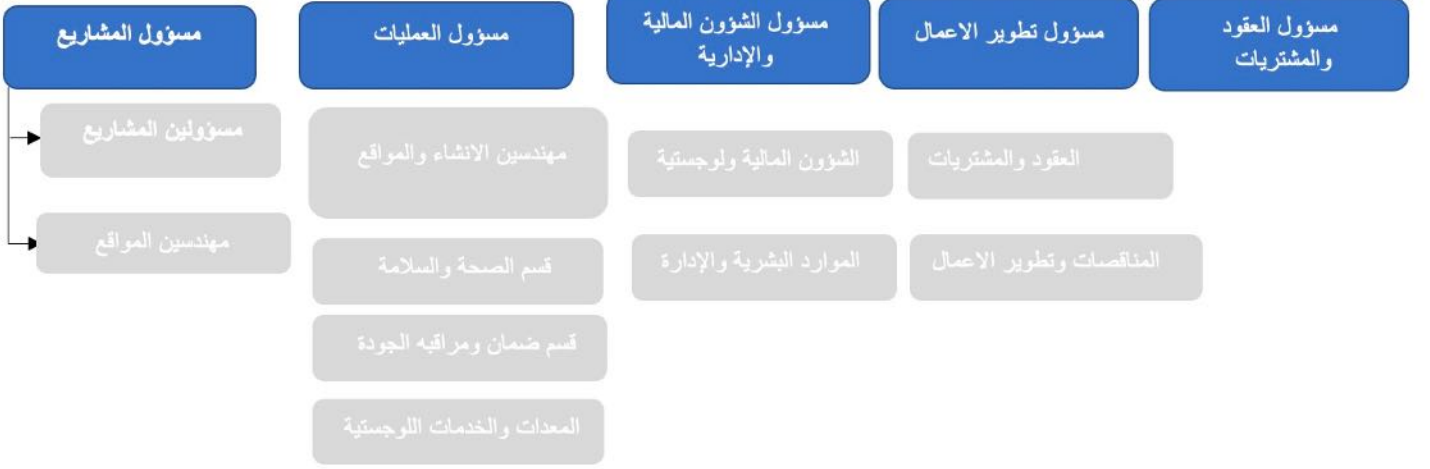 مسؤول العقود
والمشتريات
مسؤول تطوير الاعمال
مسؤول الشؤون المالية
والإدارية
مسؤول العمليات
مسؤول المشاريع
العقود والمشتريات
الشؤون المالية ولوجستية
مهندسين الانشاء والمواقع
مسؤولين المشاريع
المناقصات وتطوير الاعمال
الموارد البشرية والإدارة
قسم الصحة والسلامة
مهندسين المواقع
قسم ضمان ومراقبه الجودة
المعدات والخدمات اللوجستية